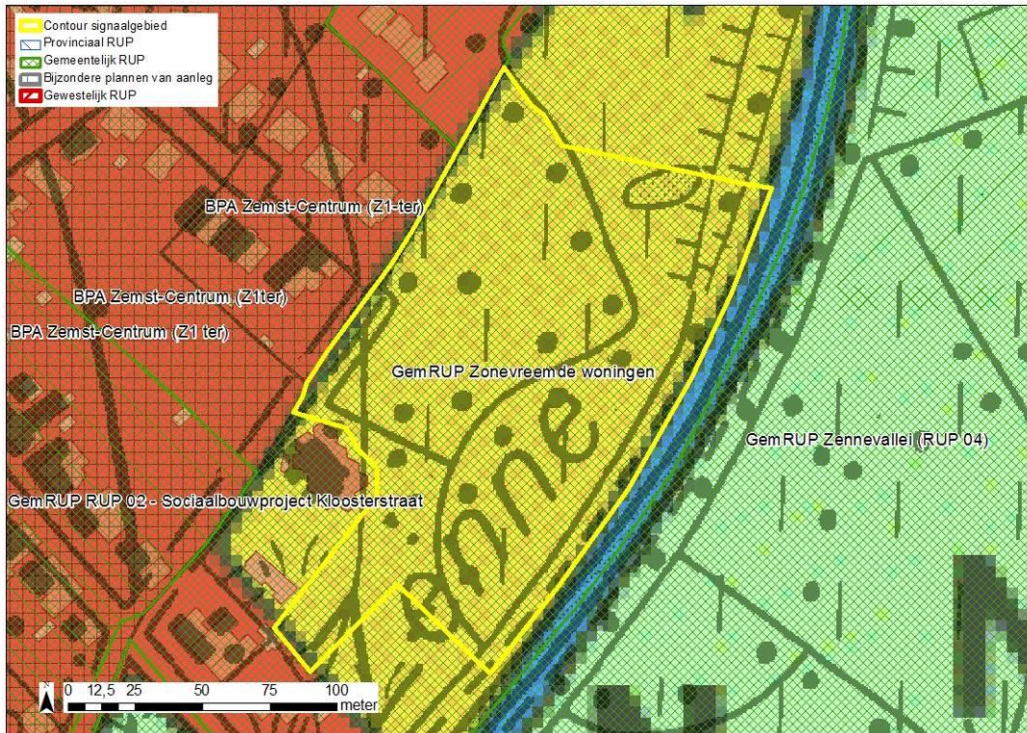 Contour signaalgebied
Provinciaal RUP
Gemeentelijk RUP
Bijzondere plannen van aanleg
Gewestelijk RUP
BPA Zemst-Centrum (Z1-ter)
BPA Zemst-Centrum (Z1ter)
BPA Zemst-Centrum (Z1 ter)
GemRUP Zonevreemde woningen
GemRUP Zennevallei (RUP 04)
GemRUP RUP 02 - Sociaalbouwproject Kloosterstraat
enne
N
0 12,5 25 50 75 100
meter